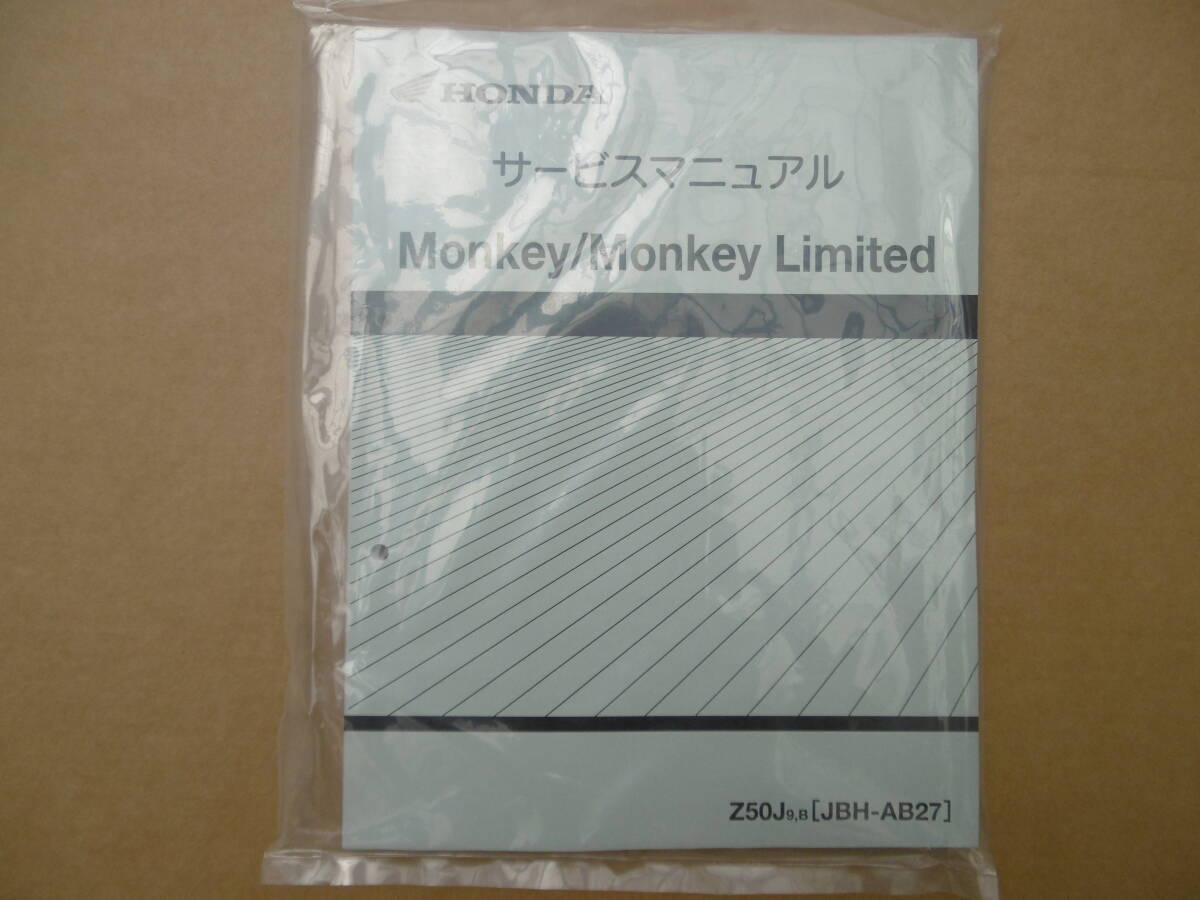 HONDA
サービスマニュアル
Monkey/Monkey Limited
Z50J9,B[JBH-AB27]